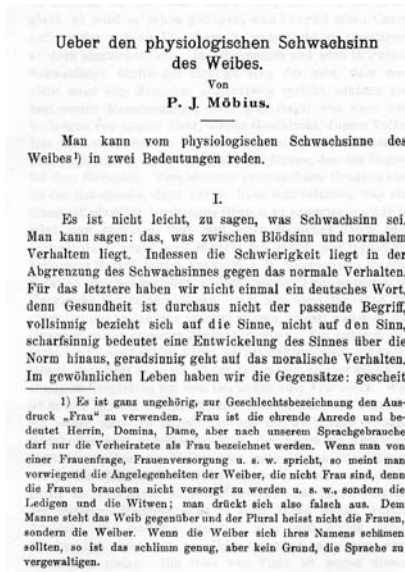 Ueber den physiologischen Schwachsinn
des Weibes.
Von
P. J. Möbius.
Man kann vom physiologischen Schwachsinne des
Weibes¹) in zwei Bedeutungen reden.
I.
Es ist nicht leicht, zu sagen, was Schwachsinn sei.
Man kann sagen: das, was zwischen Blödsinn und normalem
Verhaltem liegt. Indessen die Schwierigkeit liegt in der
Abgrenzung des Schwachsinnes gegen das normale Verhalten.
Für das letztere haben wir nicht einmal ein deutsches Wort,
denn Gesundheit ist durchaus nicht der passende Begriff,
vollsinnig bezieht sich auf die Sinne, nicht auf den Sinn,
scharfsinnig bedeutet eine Entwickelung des Sinnes über die
Norm hinaus, geradsinnig geht auf das moralische Verhalten.
Im gewöhnlichen Leben haben wir die Gegensätze: gescheit
1) Es ist ganz ungehörig, zur Geschlechtsbezeichnung den Aus-
druck „Frau“ zu verwenden. Frau ist die ehrende Anrede und be-
deutet Herrin, Domina, Dame, aber nach unserem Sprachgebrauche
darf nur die Verheiratete als Frau bezeichnet werden. Wenn man von
einer Frauenfrage, Frauenversorgung u. s. w. spricht, so meint man
vorwiegend die Angelegenheiten der Weiber, die nicht Frau sind, denn
die Frauen brauchen nicht versorgt zu werden u. s. w., sondern die
Ledigen und die Witwen; man drückt sich also falsch aus. Dem
Manne steht das Weib gegenüber und der Plural heisst nicht die Frauen,
sondern die Weiber. Wenn die Weiber sich ihres Namens schämen
sollten, so ist das schlimm genug, aber kein Grund, die Sprache zu
vergewaltigen.